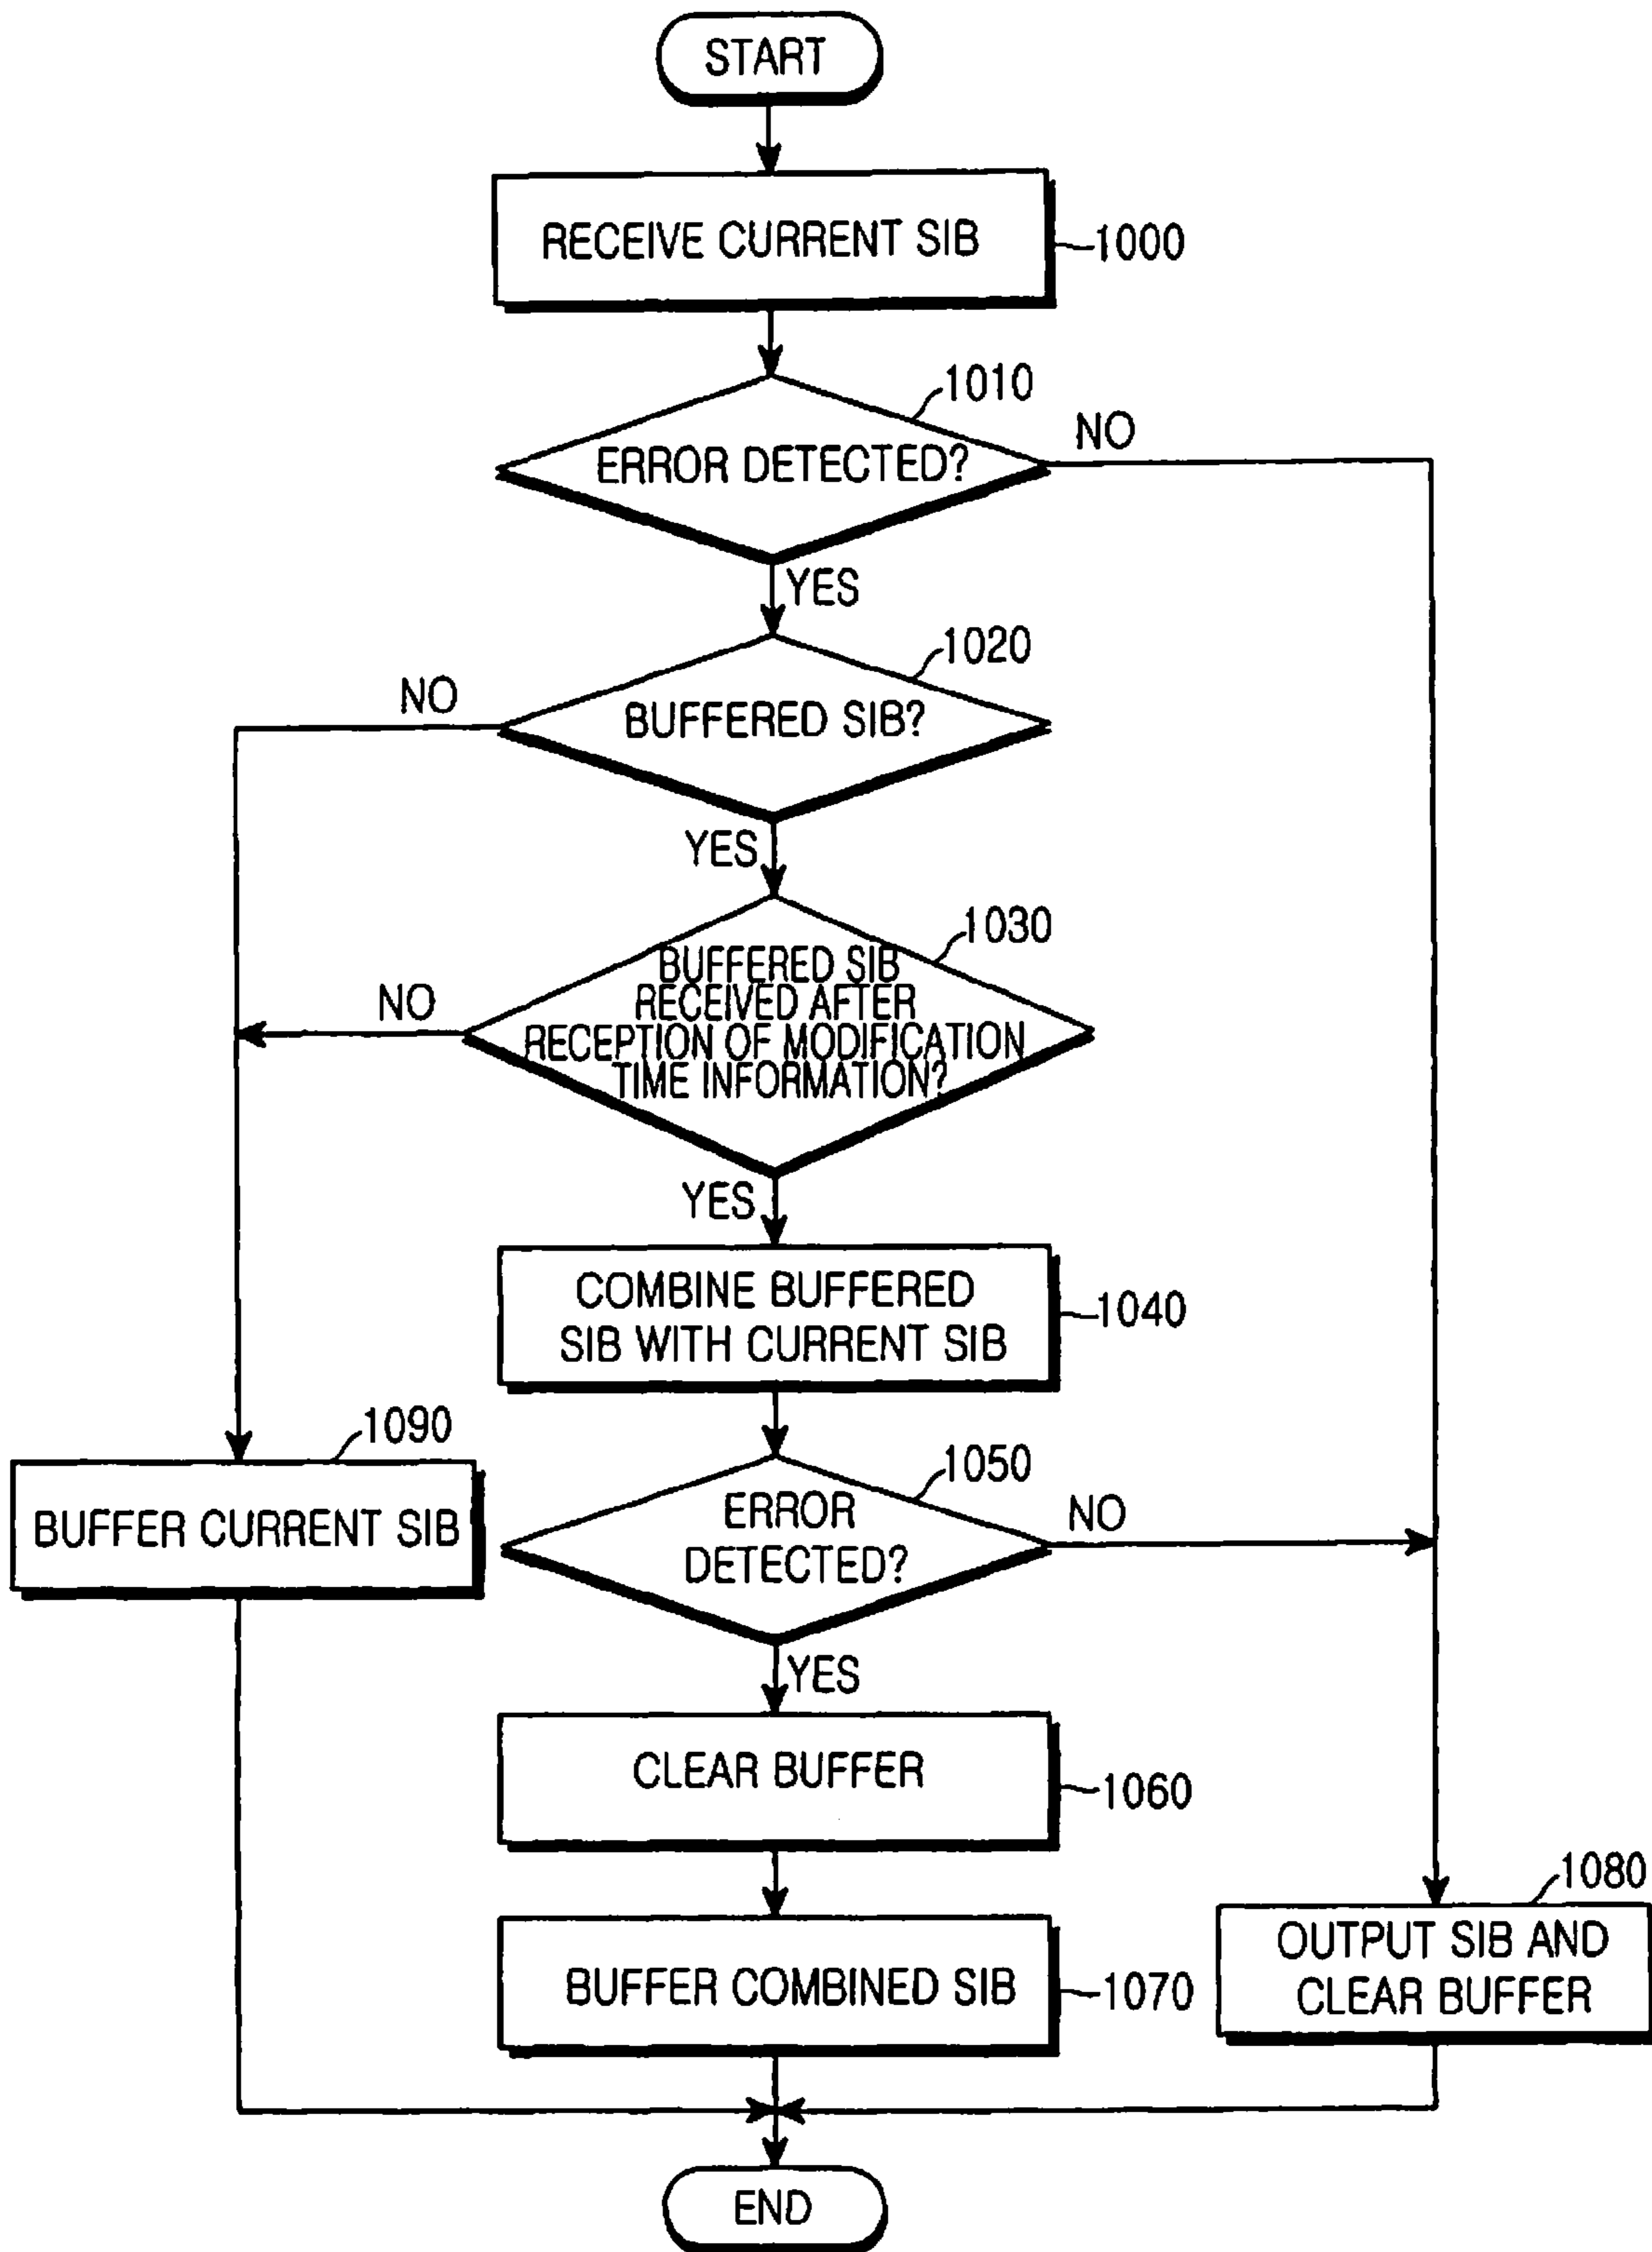 START
RECEIVE CURRENT SIB
1000
1010
ERROR DETECTED?
NO
YES
1020
BUFFERED SIB?
NO
YES
1030
BUFFERED SIB
RECEIVED AFTER
RECEPTION OF MODIFICATION
TIME INFORMATION?
NO
YES
COMBINE BUFFERED
SIB WITH CURRENT SIB
1040
1090
BUFFER CURRENT SIB
1050
ERROR
DETECTED?
NO
YES
CLEAR BUFFER
1060
BUFFER COMBINED SIB
1070
1080
OUTPUT SIB AND
CLEAR BUFFER
END